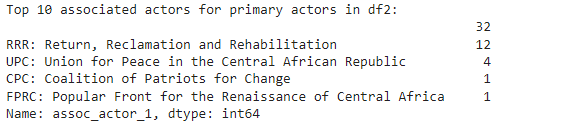 Top 10 associated actors for primary actors in df2:
32
RRR: Return, Reclamation and Rehabilitation 12
UPC: Union for Peace in the Central African Republic 4
CPC: Coalition of Patriots for Change 1
FPRC: Popular Front for the Renaissance of Central Africa 1
Name: assoc_actor_1, dtype: int64